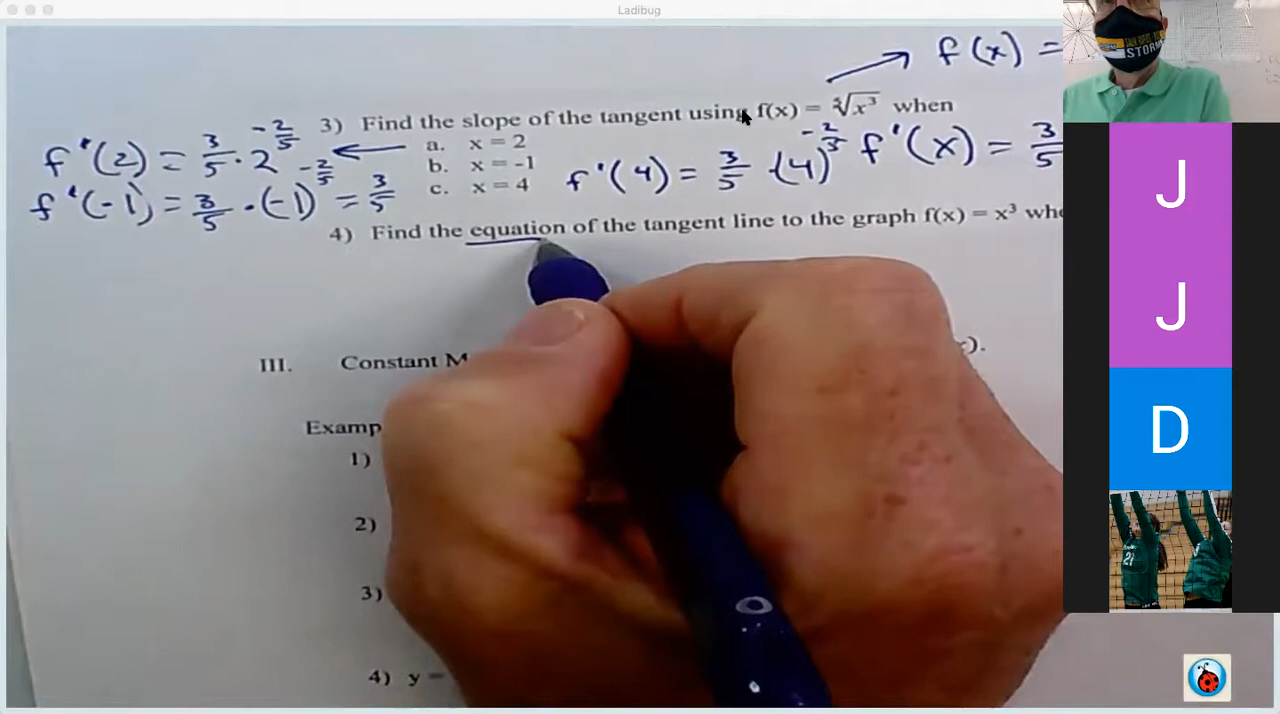 Ladibug
f(x) =
3) Find the slope of the tangent using f(x) = ⁵√x³ when
f'(2) = 3/5 · 2^(-2/5)
a. x = 2
b. x = -1
c. x = 4
f'(4) = 3/5 · (4)^(-2/3)
f'(x) = 3/5
f'(-1) = 3/5 · (-1)^(-2/5) = 3/5
4) Find the equation of the tangent line to the graph f(x) = x³
III. Constant M
).
Examp
1)
2)
3)
4) y =
STORM
J
J
D
21